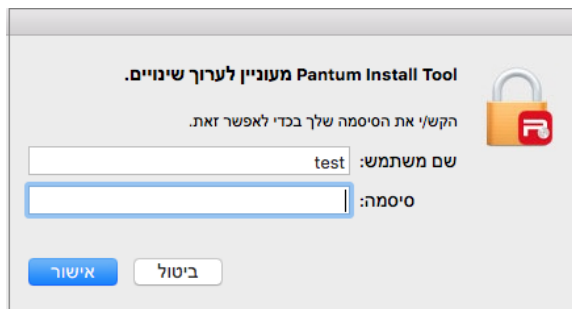 Pantum Install Tool מעוניין לערוך שינויים.
הקש/י את הסיסמה שלך בכדי לאפשר זאת.
שם משתמש: test
סיסמה:
ביטול
אישור